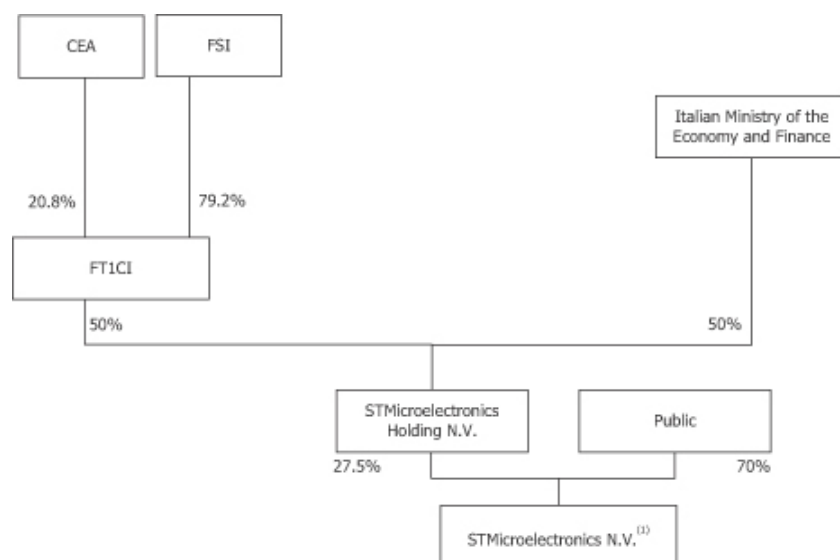 CEA
FSI
Italian Ministry of the
Economy and Finance
20.8%
79.2%
FT1CI
50%
50%
STMicroelectronics
Holding N.V.
Public
27.5%
70%
STMicroelectronics N.V.(1)